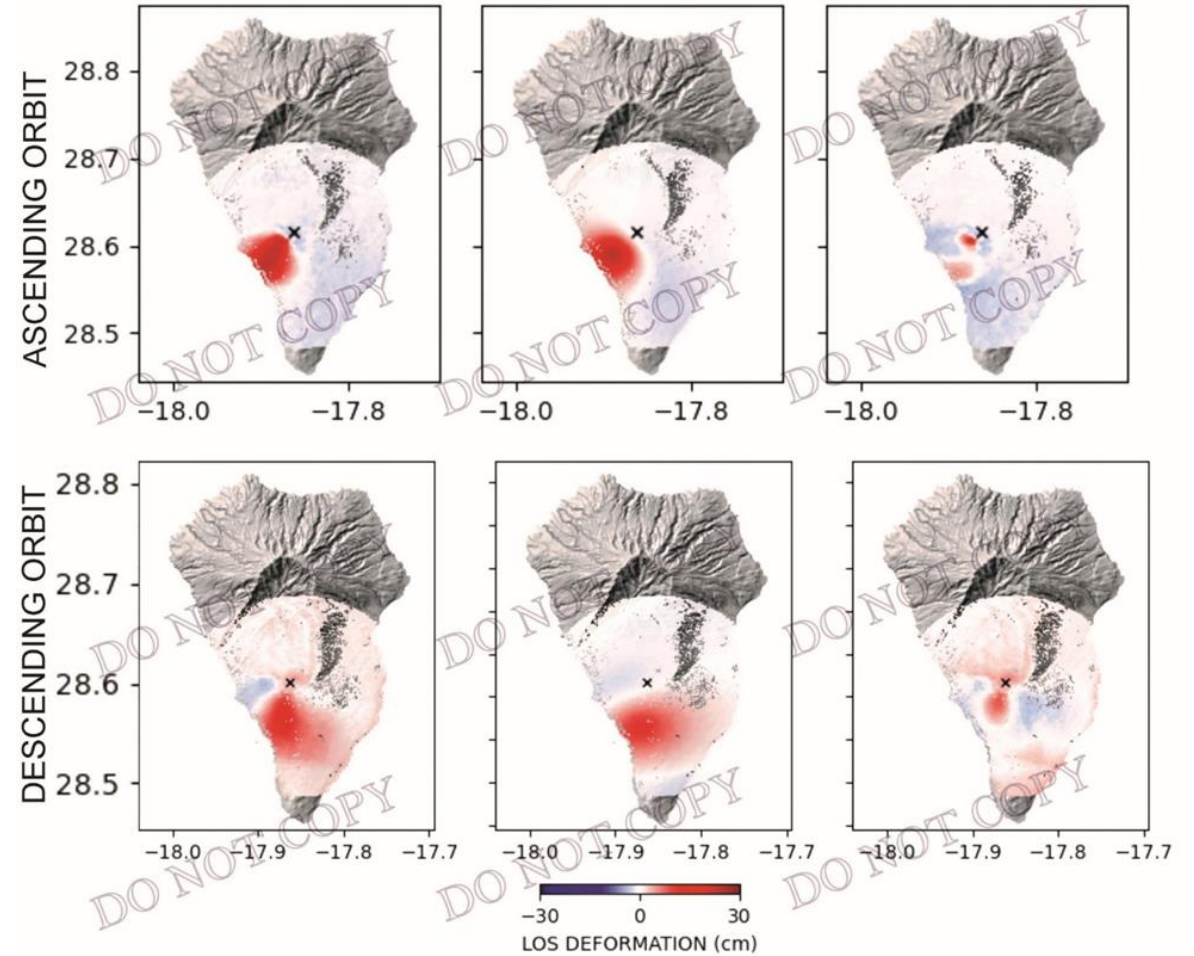 ASCENDING ORBIT
28.8
28.7
28.6
28.5
−18.0 −17.8
−18.0 −17.8
−18.0 −17.8
DO NOT COPY
DO NOT COPY
DO NOT COPY
DO NOT COPY
DO NOT COPY
DO NOT COPY
DESCENDING ORBIT
28.8
28.7
28.6
28.5
−18.0 −17.9 −17.8 −17.7
−18.0 −17.9 −17.8 −17.7
−18.0 −17.9 −17.8 −17.7
DO NOT COPY
DO NOT COPY
DO NOT COPY
DO NOT COPY
DO NOT COPY
DO NOT COPY
−30 0 30
LOS DEFORMATION (cm)